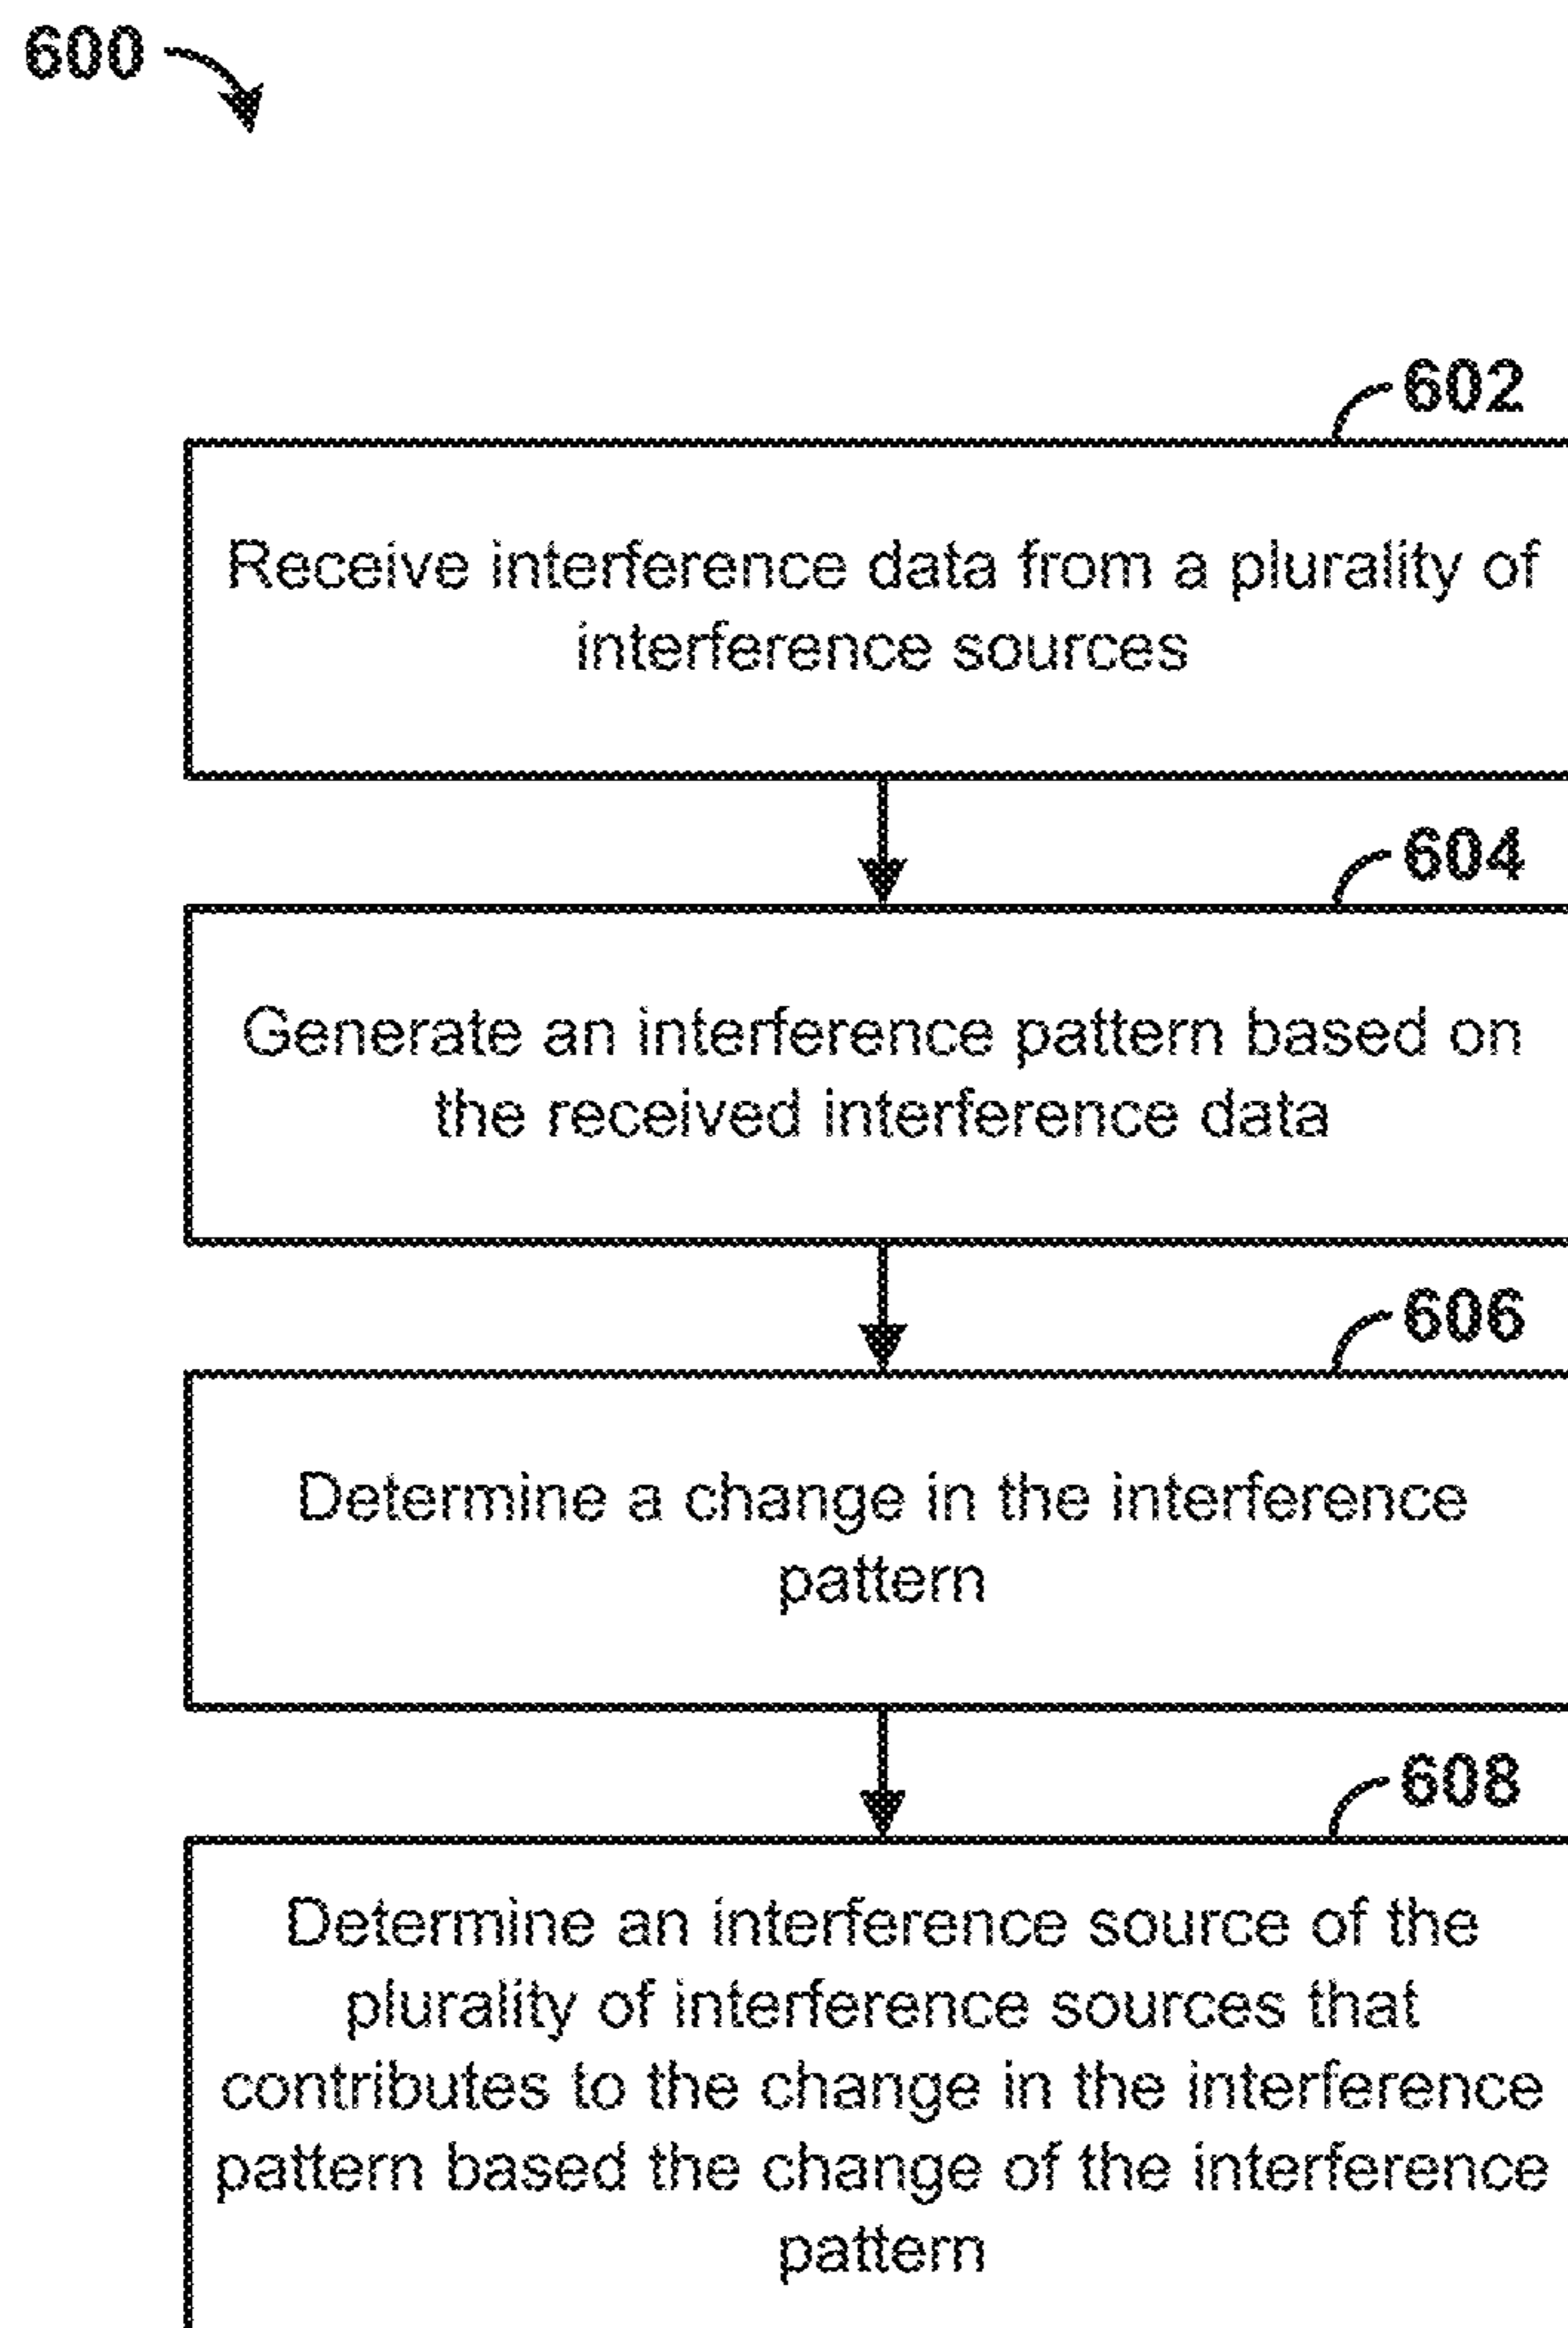 600
602
Receive interference data from a plurality of
interference sources
604
Generate an interference pattern based on
the received interference data
606
Determine a change in the interference
pattern
608
Determine an interference source of the
plurality of interference sources that
contributes to the change in the interference
pattern based the change of the interference
pattern